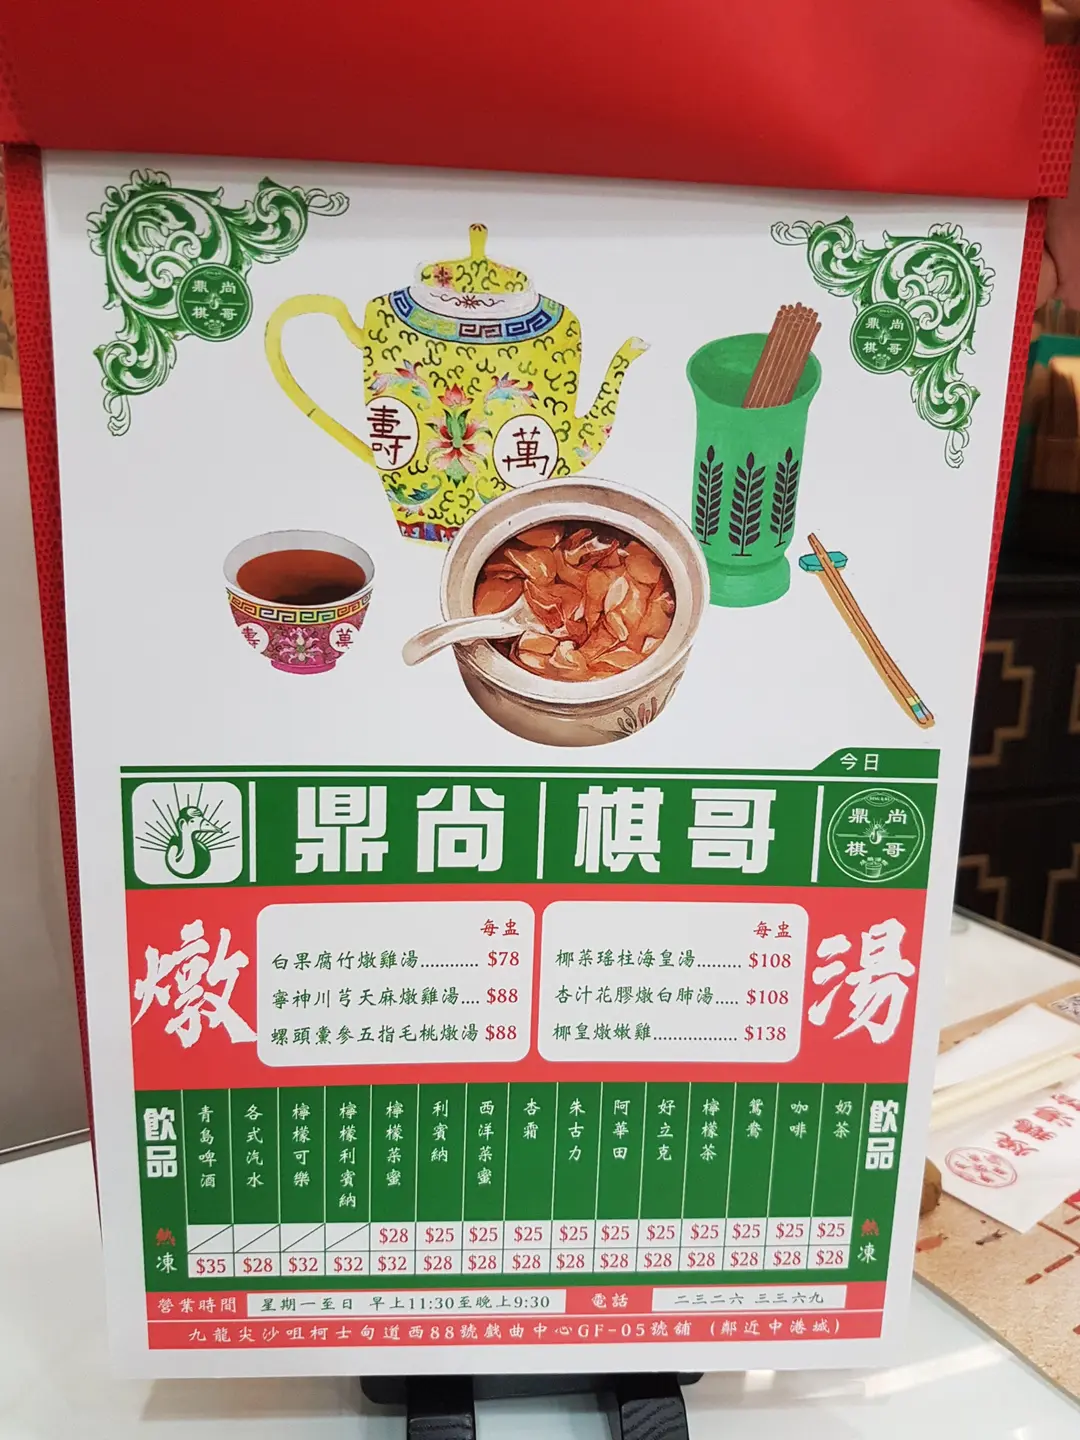 鼎尚
棋哥
鼎尚
棋哥
壽
萬
壽
萬
今日
鼎尚棋哥
鼎尚
棋哥
燉湯
每盅
白果腐竹燉雞湯............ $78
寧神川芎天麻燉雞湯.... $88
螺頭黨參五指毛桃燉湯 $88
每盅
椰菜瑤柱海皇湯......... $108
杏汁花膠燉白肺湯..... $108
椰皇燉嫩雞.................. $138
飲品 熱 凍
青島啤酒 $35
各式汽水 $28
檸檬可樂 $32
檸檬利賓納 $32
檸檬菜蜜 $28 $32
利賓納 $25 $28
西洋菜蜜 $25 $28
杏霜 $25 $28
朱古力 $25 $28
阿華田 $25 $28
好立克 $25 $28
檸檬茶 $25 $28
鴛鴦 $25 $28
咖啡 $25 $28
奶茶 $25 $28
飲品 熱 凍
營業時間 星期一至日 早上11:30至晚上9:30 電話 二三二六 三三六九
九龍尖沙咀柯士甸道西88號戲曲中心GF-05號舖 (鄰近中港城)